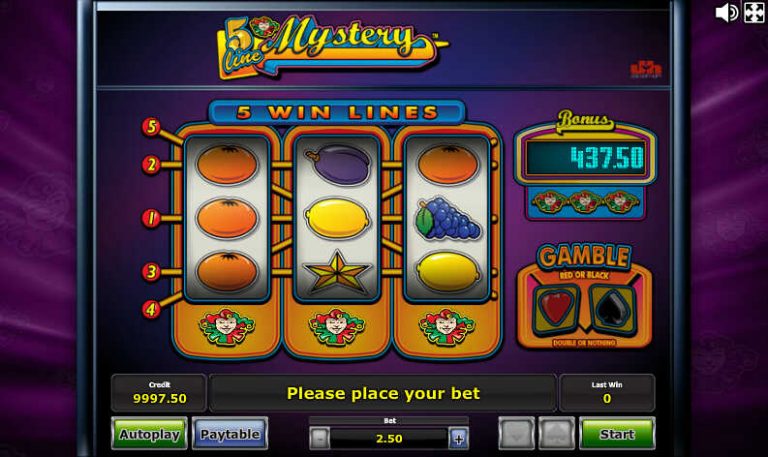 5 line Mystery™
5 WIN LINES
5
2
1
3
4
Bonus
437.50
GAMBLE
RED OR BLACK
DOUBLE OR NOTHING
Credit
9997.50
Please place your bet
Last Win
0
Autoplay
Paytable
Bet
-
2.50
+
Start